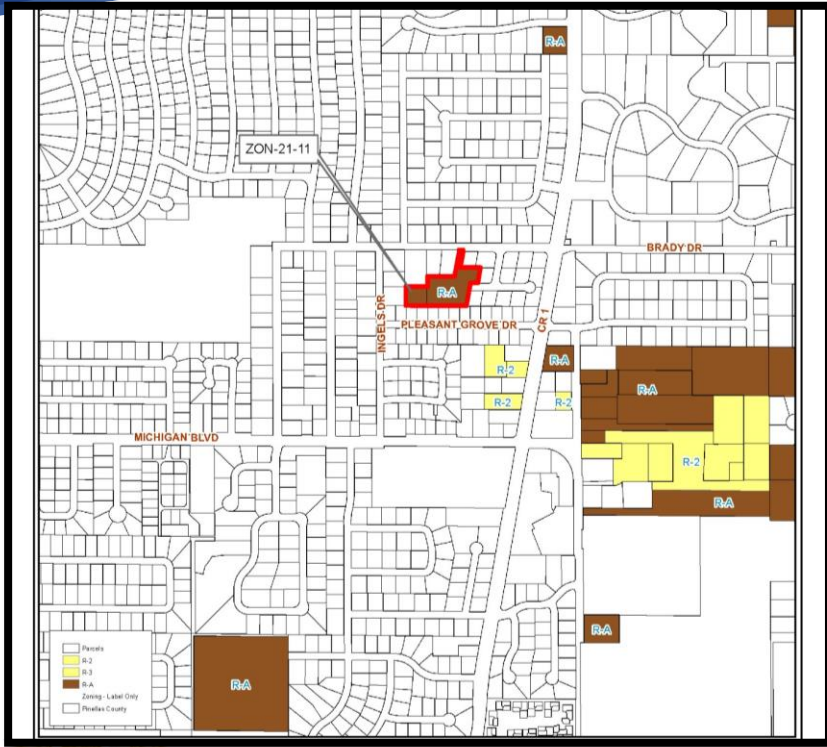 R-A
ZON-21-11
BRADY DR
R-A
INGELS DR
PLEASANT GROVE DR
CR 1
R-A
R-2
R-A
R-2
R-2
MICHIGAN BLVD
R-2
R-A
R-A
R-A
Parcels
R-2
R-3
R-A
Zoning - Label Only
Pinellas County